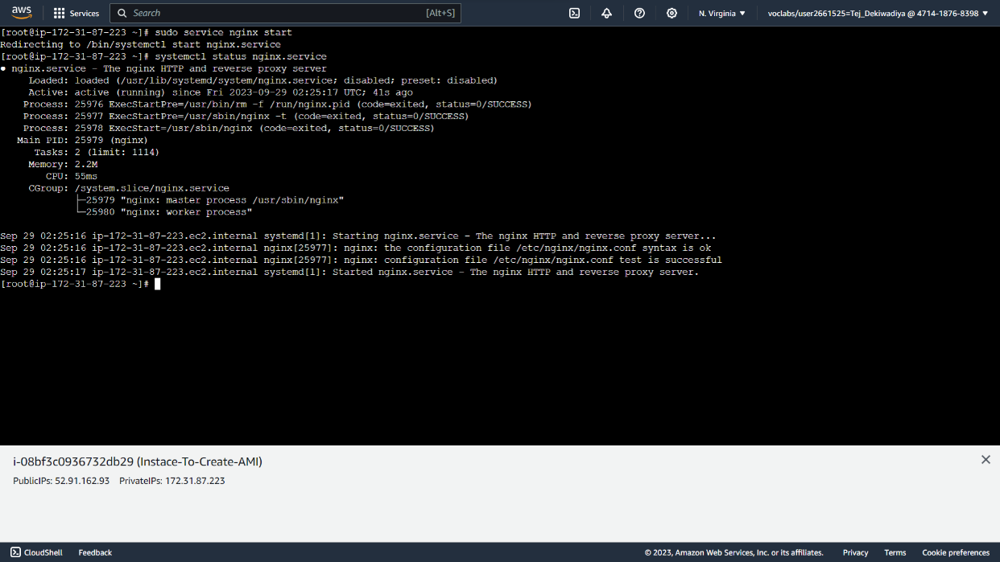 aws Services Search [Alt+S] N. Virginia voclabs/user2661525=Tej_Dekiwadiya @ 4714-1876-8398
[root@ip-172-31-87-223 ~]# sudo service nginx start
Redirecting to /bin/systemctl start nginx.service
[root@ip-172-31-87-223 ~]# systemctl status nginx.service
● nginx.service - The nginx HTTP and reverse proxy server
Loaded: loaded (/usr/lib/systemd/system/nginx.service; disabled; preset: disabled)
Active: active (running) since Fri 2023-09-29 02:25:17 UTC; 41s ago
Process: 25976 ExecStartPre=/usr/bin/rm -f /run/nginx.pid (code=exited, status=0/SUCCESS)
Process: 25977 ExecStartPre=/usr/sbin/nginx -t (code=exited, status=0/SUCCESS)
Process: 25978 ExecStart=/usr/sbin/nginx (code=exited, status=0/SUCCESS)
Main PID: 25979 (nginx)
Tasks: 2 (limit: 1114)
Memory: 2.2M
CPU: 55ms
CGroup: /system.slice/nginx.service
├─25979 "nginx: master process /usr/sbin/nginx"
└─25980 "nginx: worker process"
Sep 29 02:25:16 ip-172-31-87-223.ec2.internal systemd[1]: Starting nginx.service - The nginx HTTP and reverse proxy server...
Sep 29 02:25:16 ip-172-31-87-223.ec2.internal nginx[25977]: nginx: the configuration file /etc/nginx/nginx.conf syntax is ok
Sep 29 02:25:16 ip-172-31-87-223.ec2.internal nginx[25977]: nginx: configuration file /etc/nginx/nginx.conf test is successful
Sep 29 02:25:17 ip-172-31-87-223.ec2.internal systemd[1]: Started nginx.service - The nginx HTTP and reverse proxy server.
[root@ip-172-31-87-223 ~]#
i-08bf3c0936732db29 (Instace-To-Create-AMI)
PublicIPs: 52.91.162.93 PrivateIPs: 172.31.87.223
CloudShell Feedback © 2023, Amazon Web Services, Inc. or its affiliates. Privacy Terms Cookie preferences